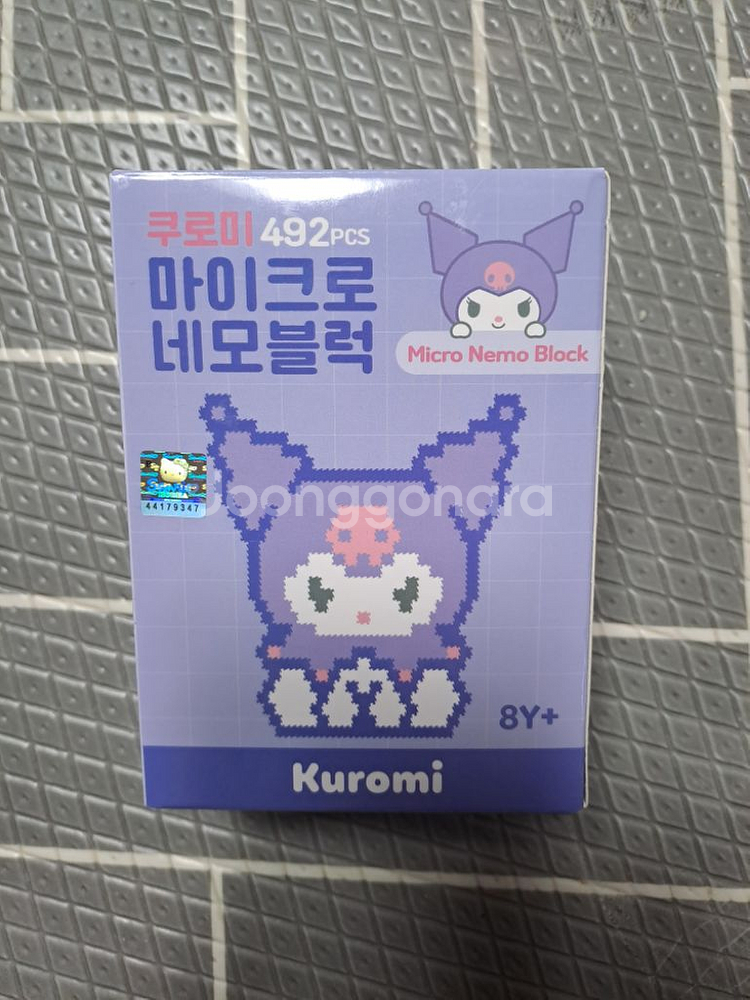 쿠로미 492PCS
마이크로
네모블럭
Micro Nemo Block
44179347
Joonggonara
8Y+
Kuromi